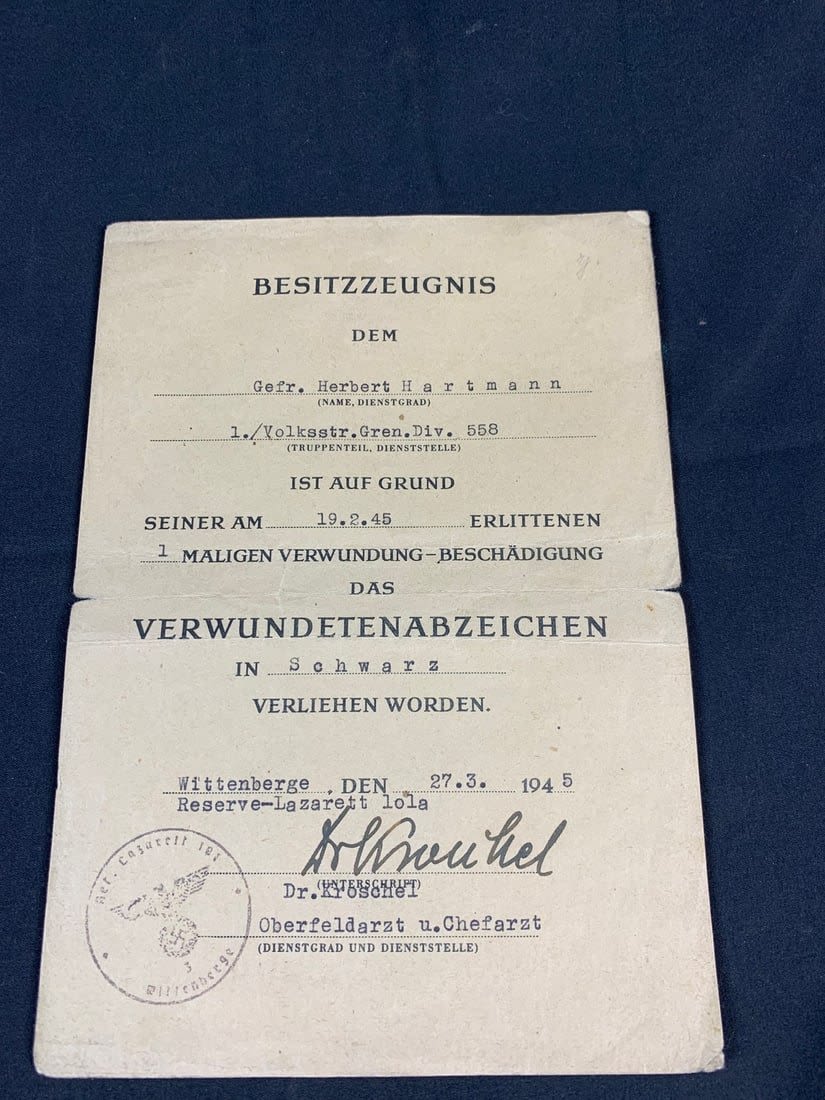 BESITZZEUGNIS
DEM
Gefr. Herbert Hartmann
(NAME, DIENSTGRAD)
1./Volksstr.Gren.Div. 558
(TRUPPENTEIL, DIENSTSTELLE)
IST AUF GRUND
SEINER AM 19.2.45 ERLITTENEN
1 MALIGEN VERWUNDUNG – BESCHÄDIGUNG
DAS
VERWUNDETENABZEICHEN
IN Schwarz
VERLIEHEN WORDEN.
Wittenberge, DEN 27.3. 1945
Reserve-Lazarett lola
(UNTERSCHRIFT)
Dr.Kroschel
Oberfeldarzt u.Chefarzt
(DIENSTGRAD UND DIENSTSTELLE)
Lazarett
3
Wittenberge